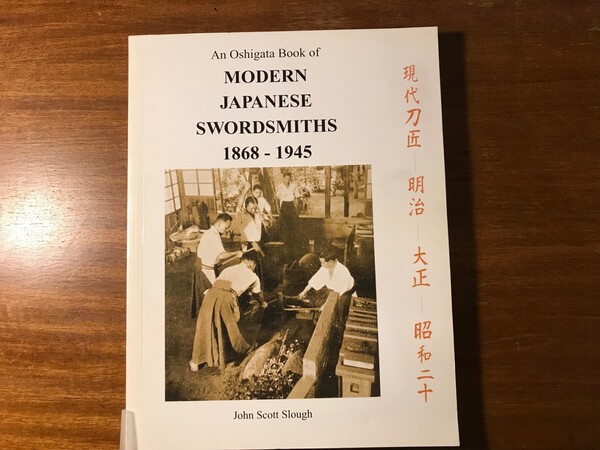 An Oshigata Book of
MODERN
JAPANESE
SWORDSMITHS
1868 - 1945
現代刀匠—明治—大正—昭和二十
John Scott Slough